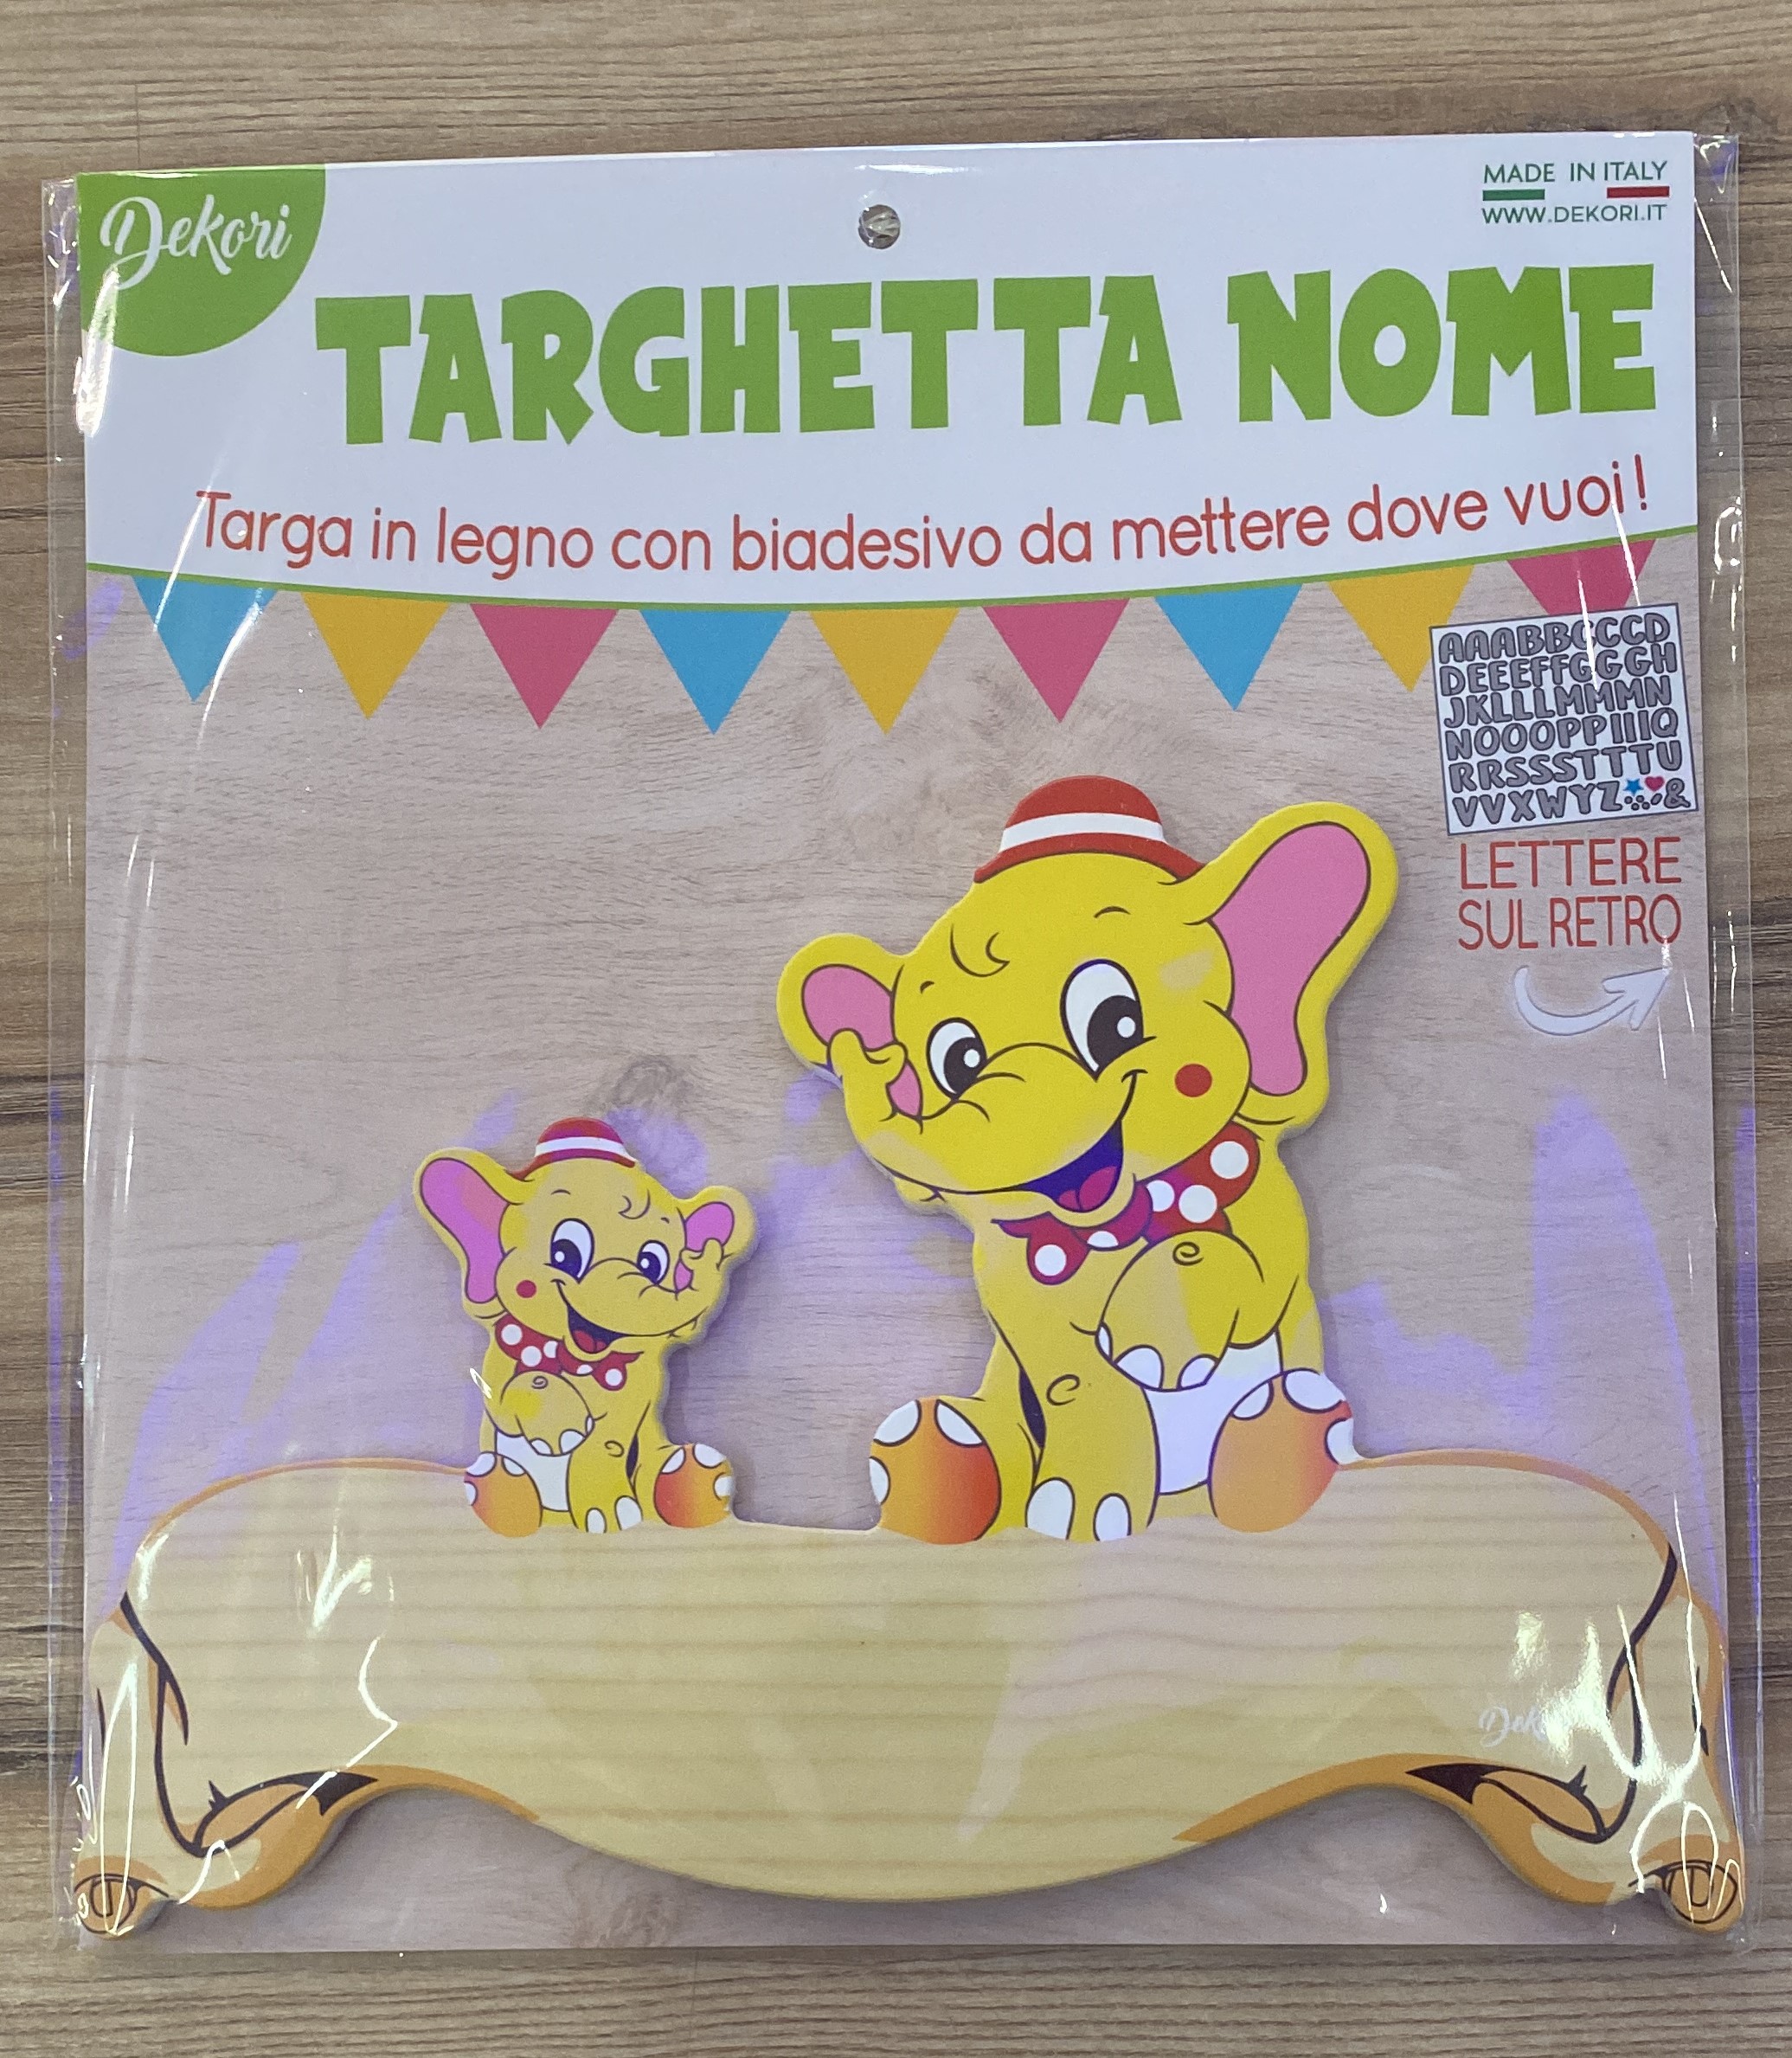 Dekori
MADE IN ITALY
WWW.DEKORI.IT
TARGHETTA NOME
Targa in legno con biadesivo da mettere dove vuoi!
AAABBCCCD
DEEEFFGGGH
JKLLLMMMN
NOOOPPIIIQ
RRSSSTTTU
VVXWYZ &
LETTERE
SUL RETRO